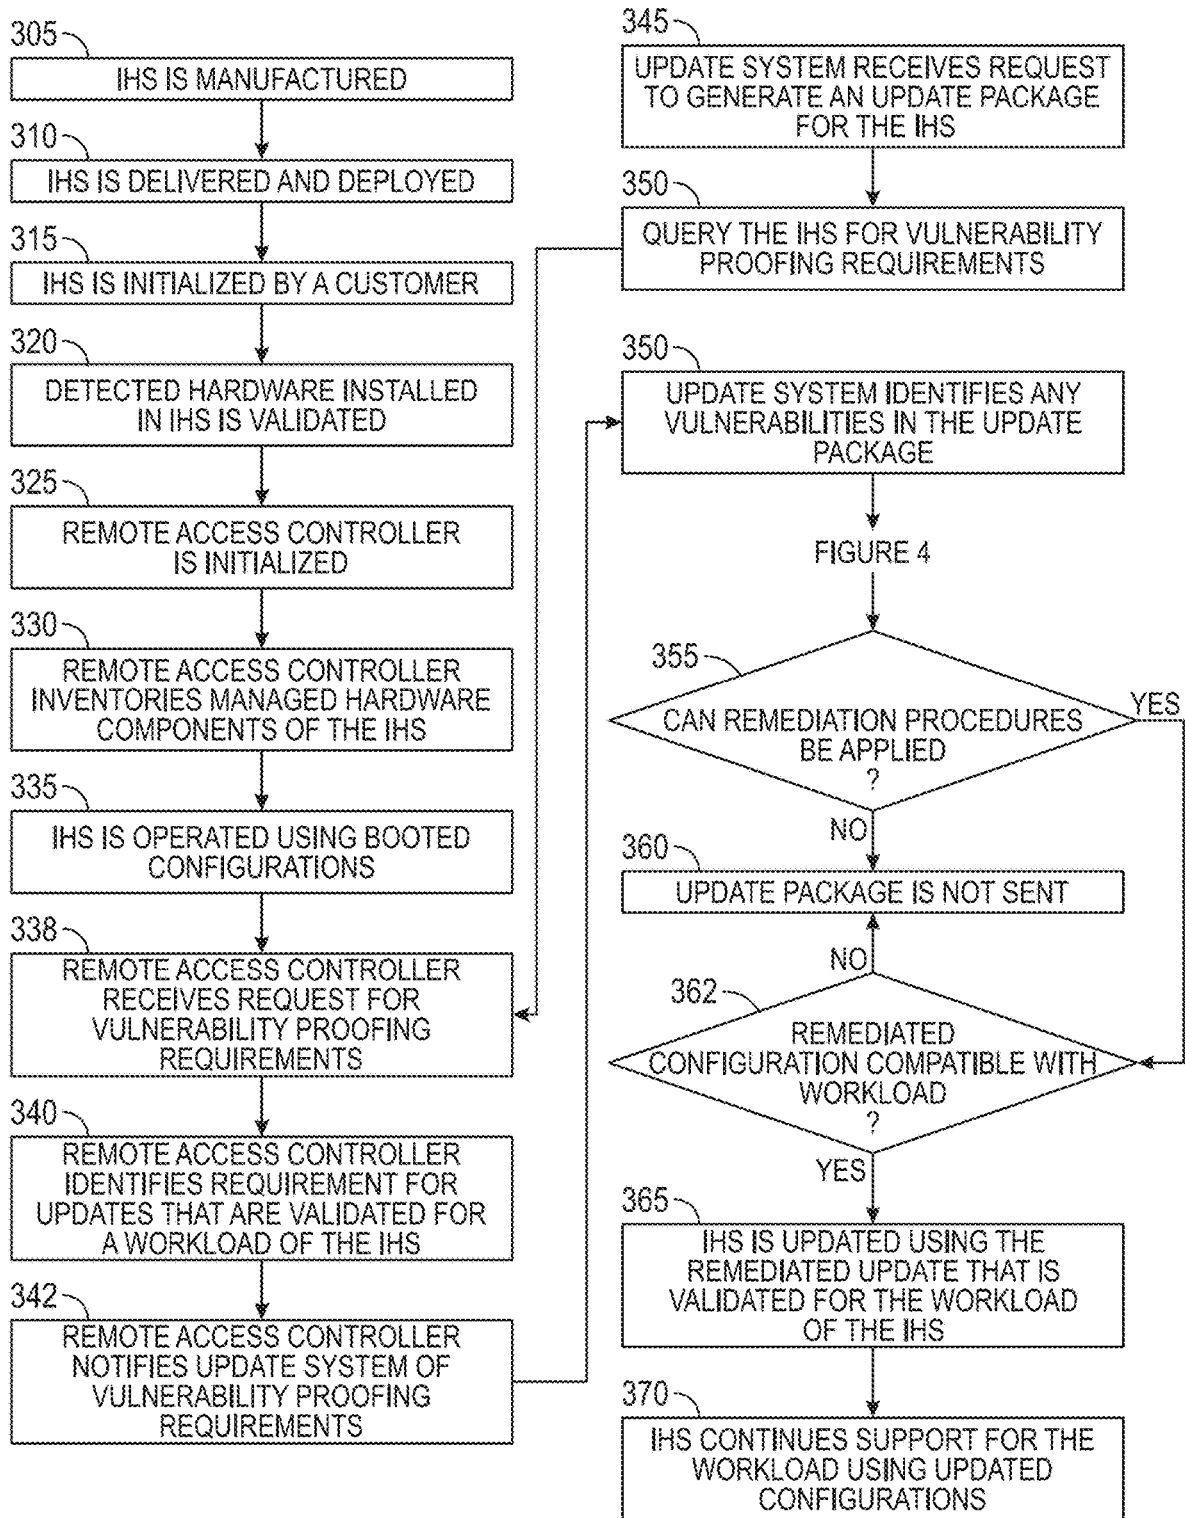 305
IHS IS MANUFACTURED
310
IHS IS DELIVERED AND DEPLOYED
315
IHS IS INITIALIZED BY A CUSTOMER
320
DETECTED HARDWARE INSTALLED
IN IHS IS VALIDATED
325
REMOTE ACCESS CONTROLLER
IS INITIALIZED
330
REMOTE ACCESS CONTROLLER
INVENTORIES MANAGED HARDWARE
COMPONENTS OF THE IHS
335
IHS IS OPERATED USING BOOTED
CONFIGURATIONS
338
REMOTE ACCESS CONTROLLER
RECEIVES REQUEST FOR
VULNERABILITY PROOFING
REQUIREMENTS
340
REMOTE ACCESS CONTROLLER
IDENTIFIES REQUIREMENT FOR
UPDATES THAT ARE VALIDATED FOR
A WORKLOAD OF THE IHS
342
REMOTE ACCESS CONTROLLER
NOTIFIES UPDATE SYSTEM OF
VULNERABILITY PROOFING
REQUIREMENTS
345
UPDATE SYSTEM RECEIVES REQUEST
TO GENERATE AN UPDATE PACKAGE
FOR THE IHS
350
QUERY THE IHS FOR VULNERABILITY
PROOFING REQUIREMENTS
350
UPDATE SYSTEM IDENTIFIES ANY
VULNERABILITIES IN THE UPDATE
PACKAGE
FIGURE 4
355
CAN REMEDIATION PROCEDURES
BE APPLIED
?
YES
NO
360
UPDATE PACKAGE IS NOT SENT
NO
362
REMEDIATED
CONFIGURATION COMPATIBLE WITH
WORKLOAD
?
YES
365
IHS IS UPDATED USING THE
REMEDIATED UPDATE THAT IS
VALIDATED FOR THE WORKLOAD
OF THE IHS
370
IHS CONTINUES SUPPORT FOR THE
WORKLOAD USING UPDATED
CONFIGURATIONS